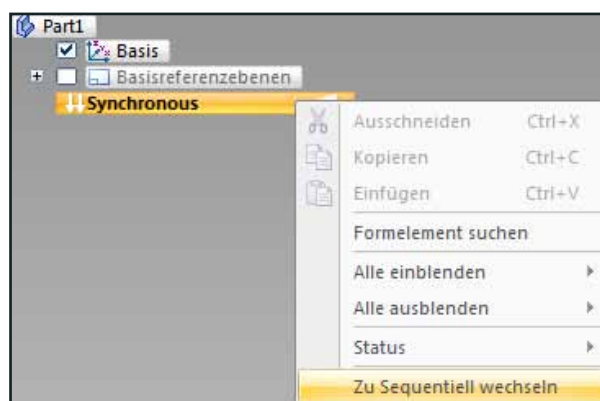 Part1
Basis
Basisreferenzebenen
Synchronous
Ausschneiden Ctrl+X
Kopieren Ctrl+C
Einfügen Ctrl+V
Formelement suchen
Alle einblenden
Alle ausblenden
Status
Zu Sequentiell wechseln